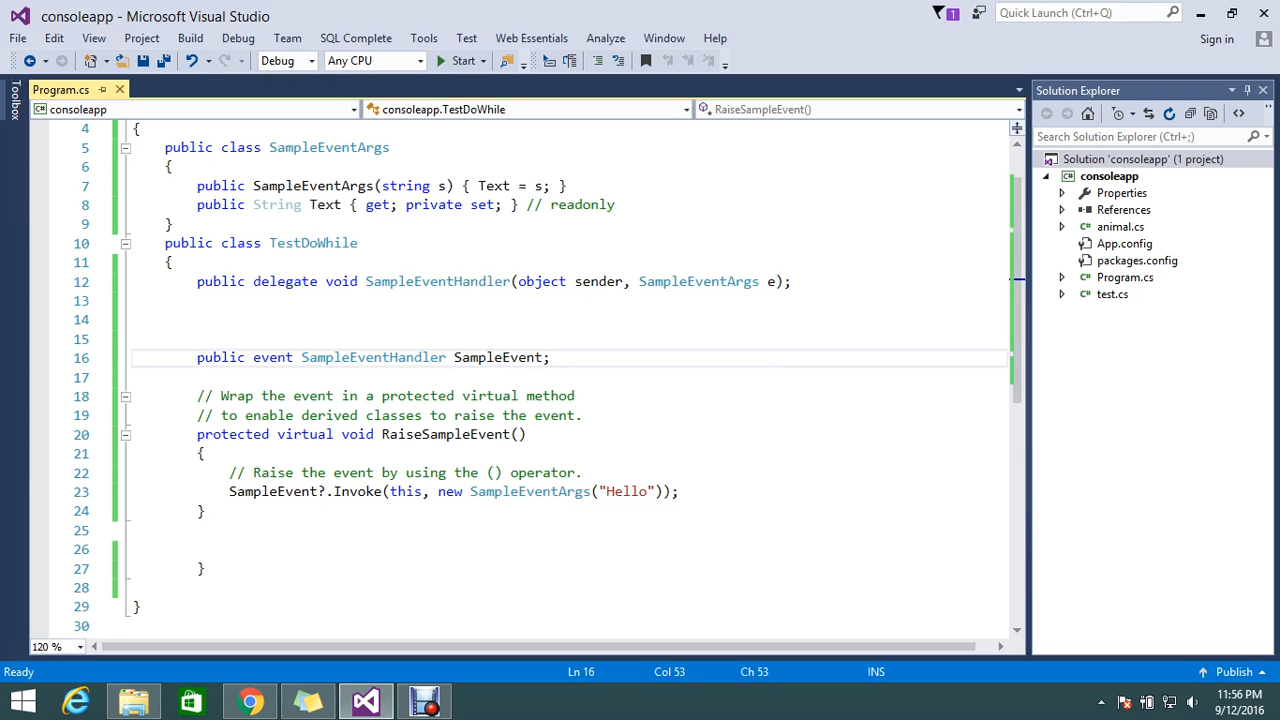 consoleapp - Microsoft Visual Studio
1
Quick Launch (Ctrl+Q)
File Edit View Project Build Debug Team SQL Complete Tools Test Web Essentials Analyze Window Help
Sign in
Debug Any CPU Start
Toolbox
Program.cs
consoleapp consoleapp.TestDoWhile RaiseSampleEvent()
4 {
5 public class SampleEventArgs
6 {
7 public SampleEventArgs(string s) { Text = s; }
8 public String Text { get; private set; } // readonly
9 }
10 public class TestDoWhile
11 {
12 public delegate void SampleEventHandler(object sender, SampleEventArgs e);
13
14
15
16 public event SampleEventHandler SampleEvent;
17
18 // Wrap the event in a protected virtual method
19 // to enable derived classes to raise the event.
20 protected virtual void RaiseSampleEvent()
21 {
22 // Raise the event by using the () operator.
23 SampleEvent?.Invoke(this, new SampleEventArgs("Hello"));
24 }
25
26
27 }
28
29 }
30
120 %
Solution Explorer
Search Solution Explorer (Ctrl+;)
Solution 'consoleapp' (1 project)
consoleapp
Properties
References
animal.cs
App.config
packages.config
Program.cs
test.cs
Ready Ln 16 Col 53 Ch 53 INS Publish
11:56 PM
9/12/2016